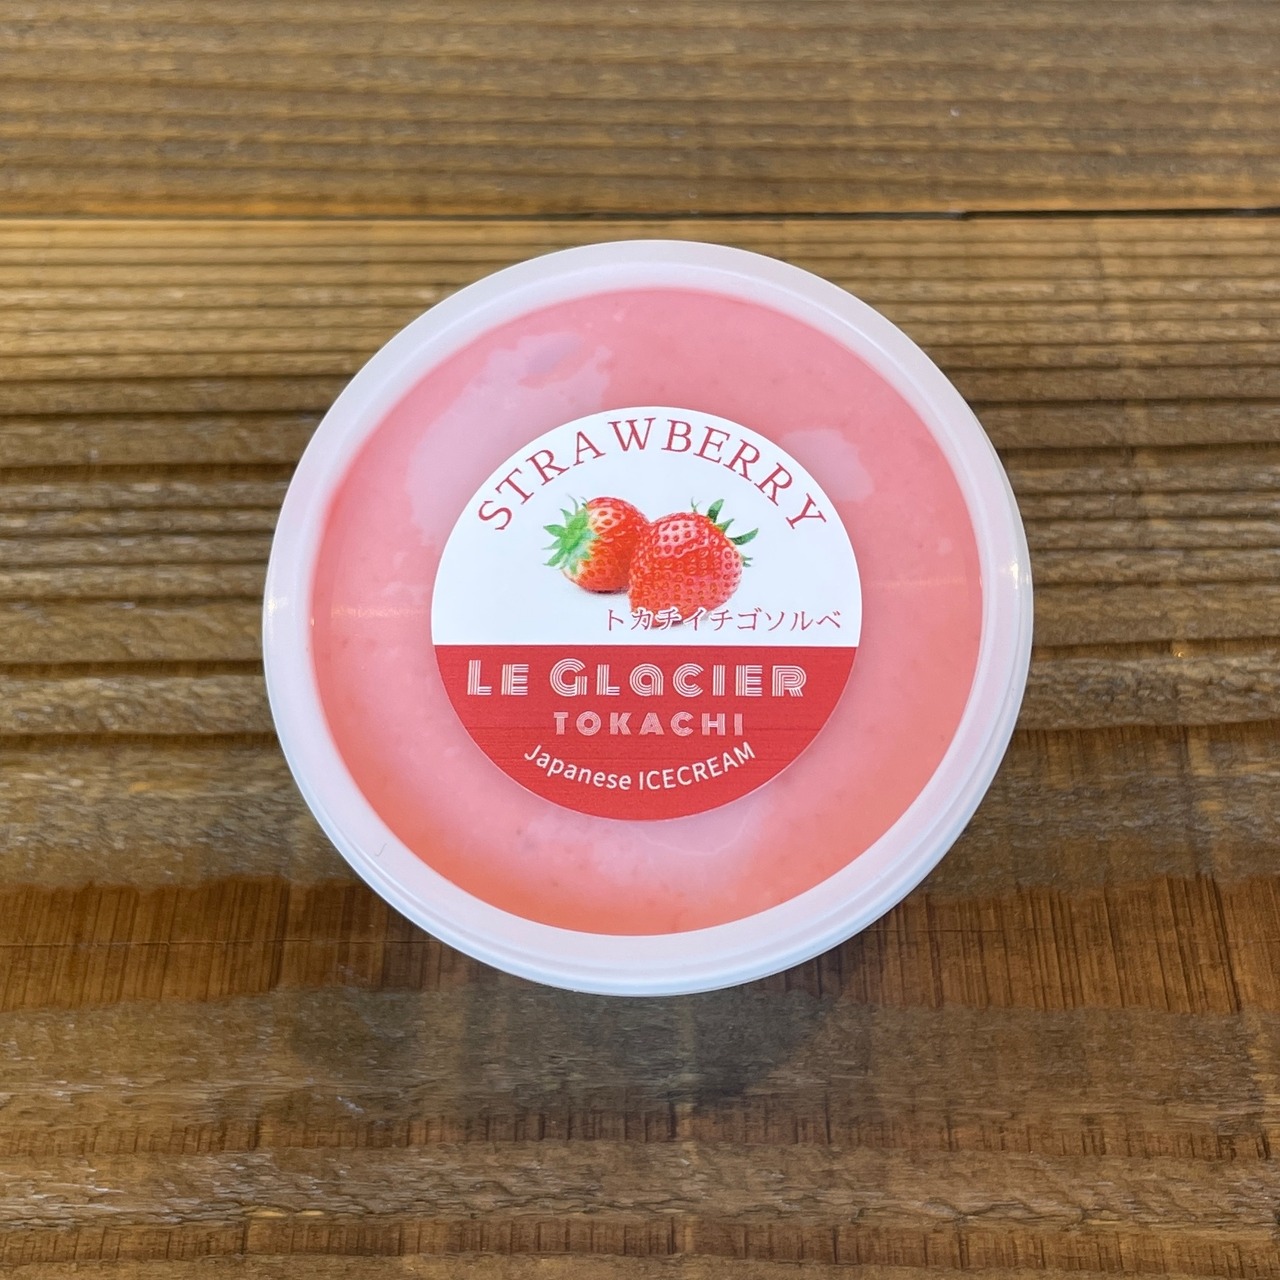 STRAWBERRY
トカチイチゴソルベ
LE GLACIER
TOKACHI
Japanese ICECREAM